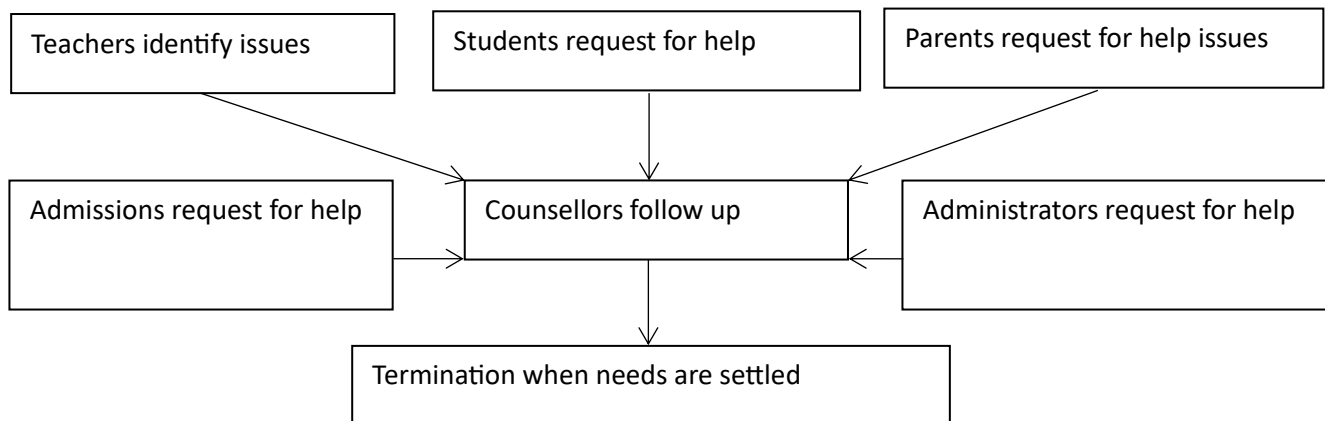 Teachers identify issues
Students request for help
Parents request for help issues
Admissions request for help
Counsellors follow up
Administrators request for help
Termination when needs are settled